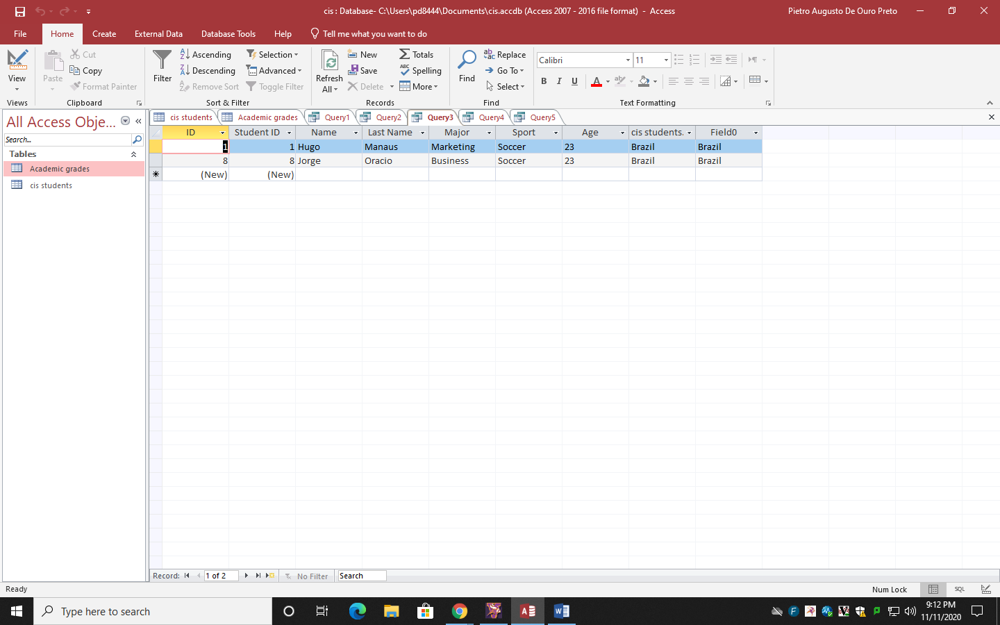 cis : Database- C:\Users\pd8444\Documents\cis.accdb (Access 2007 - 2016 file format) - Access
Pietro Augusto De Ouro Preto
File Home Create External Data Database Tools Help Tell me what you want to do
View
Views
Paste
Cut
Copy
Format Painter
Clipboard
Filter
Ascending
Descending
Remove Sort
Selection
Advanced
Toggle Filter
Sort & Filter
Refresh
All
New
Save
Delete
Totals
Spelling
More
Records
Find
Replace
Go To
Select
Find
Calibri 11
B I U A
Text Formatting
All Access Obje...
Search...
Tables
Academic grades
cis students
cis students Academic grades Query1 Query2 Query3 Query4 Query5
ID Student ID Name Last Name Major Sport Age cis students. Field0
1 1 Hugo Manaus Marketing Soccer 23 Brazil Brazil
8 8 Jorge Oracio Business Soccer 23 Brazil Brazil
(New) (New)
Record: 1 of 2 No Filter Search
Ready
Num Lock SQL
Type here to search
9:12 PM
11/11/2020